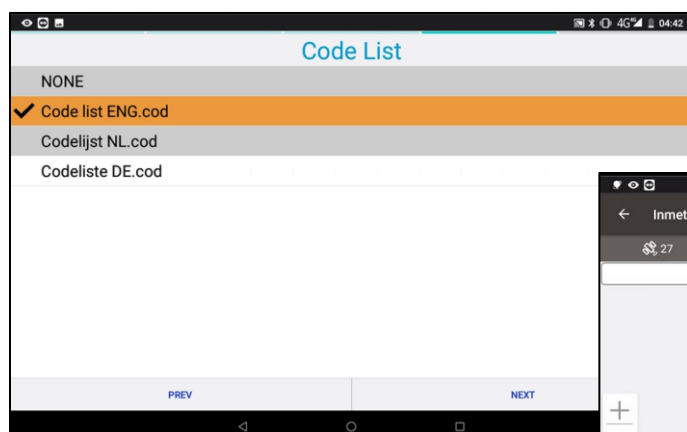 4G 04:42
Code List
NONE
Code list ENG.cod
Codelijst NL.cod
Codeliste DE.cod
PREV NEXT
Inmet
27